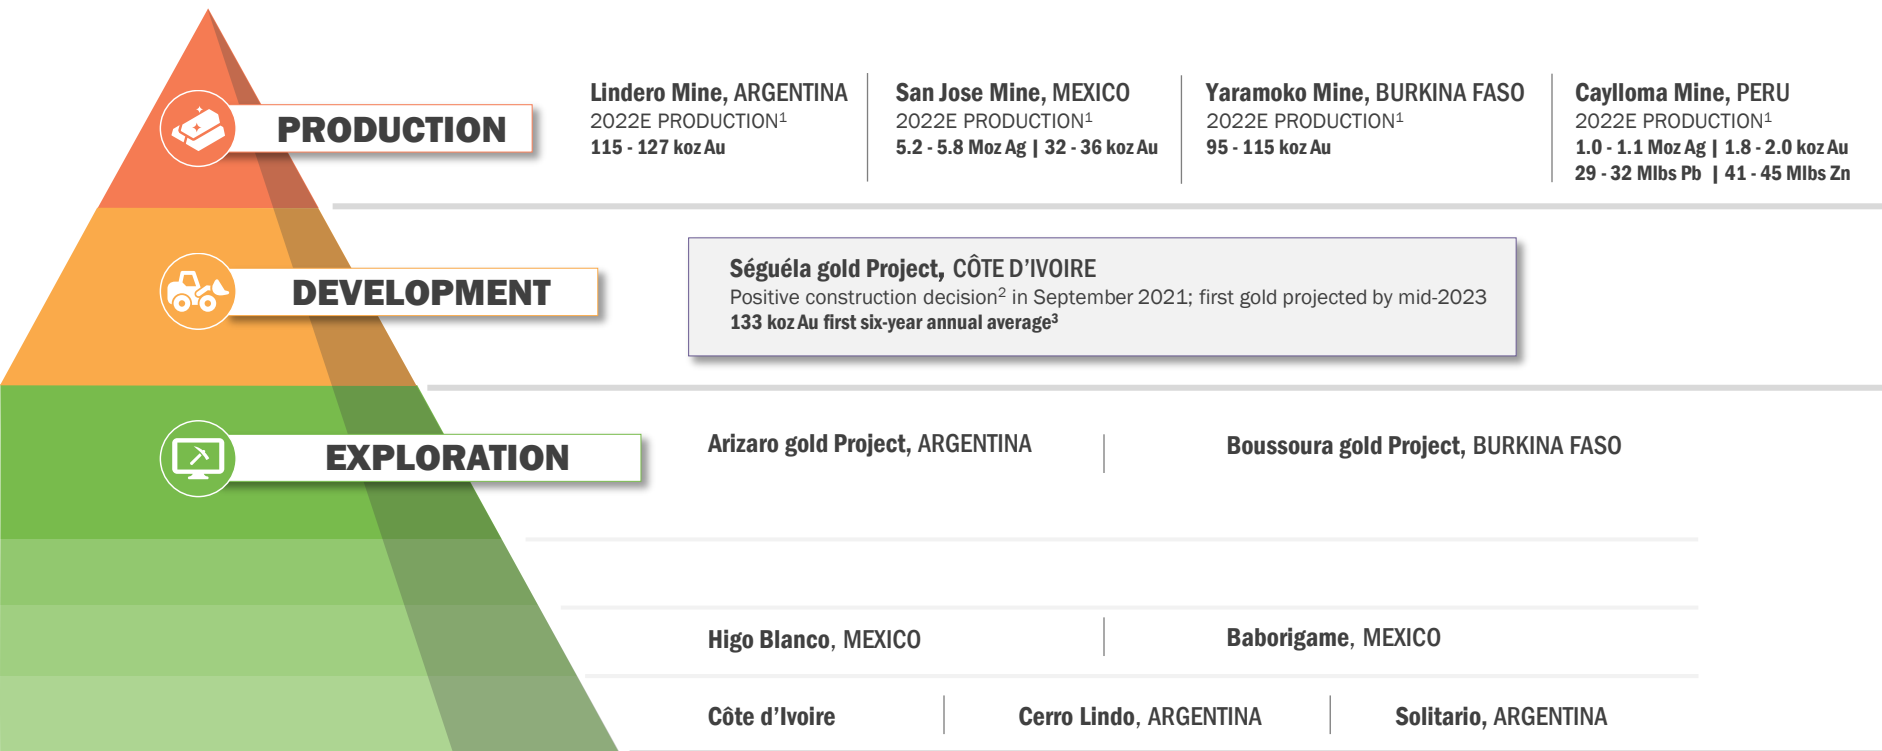 PRODUCTION
Lindero Mine, ARGENTINA
2022E PRODUCTION¹
115 - 127 koz Au
San Jose Mine, MEXICO
2022E PRODUCTION¹
5.2 - 5.8 Moz Ag | 32 - 36 koz Au
Yaramoko Mine, BURKINA FASO
2022E PRODUCTION¹
95 - 115 koz Au
Caylloma Mine, PERU
2022E PRODUCTION¹
1.0 - 1.1 Moz Ag | 1.8 - 2.0 koz Au
29 - 32 Mlbs Pb | 41 - 45 Mlbs Zn
DEVELOPMENT
Séguéla gold Project, CÔTE D'IVOIRE
Positive construction decision² in September 2021; first gold projected by mid-2023
133 koz Au first six-year annual average³
EXPLORATION
Arizaro gold Project, ARGENTINA
Boussoura gold Project, BURKINA FASO
Higo Blanco, MEXICO
Baborigame, MEXICO
Côte d'Ivoire
Cerro Lindo, ARGENTINA
Solitario, ARGENTINA